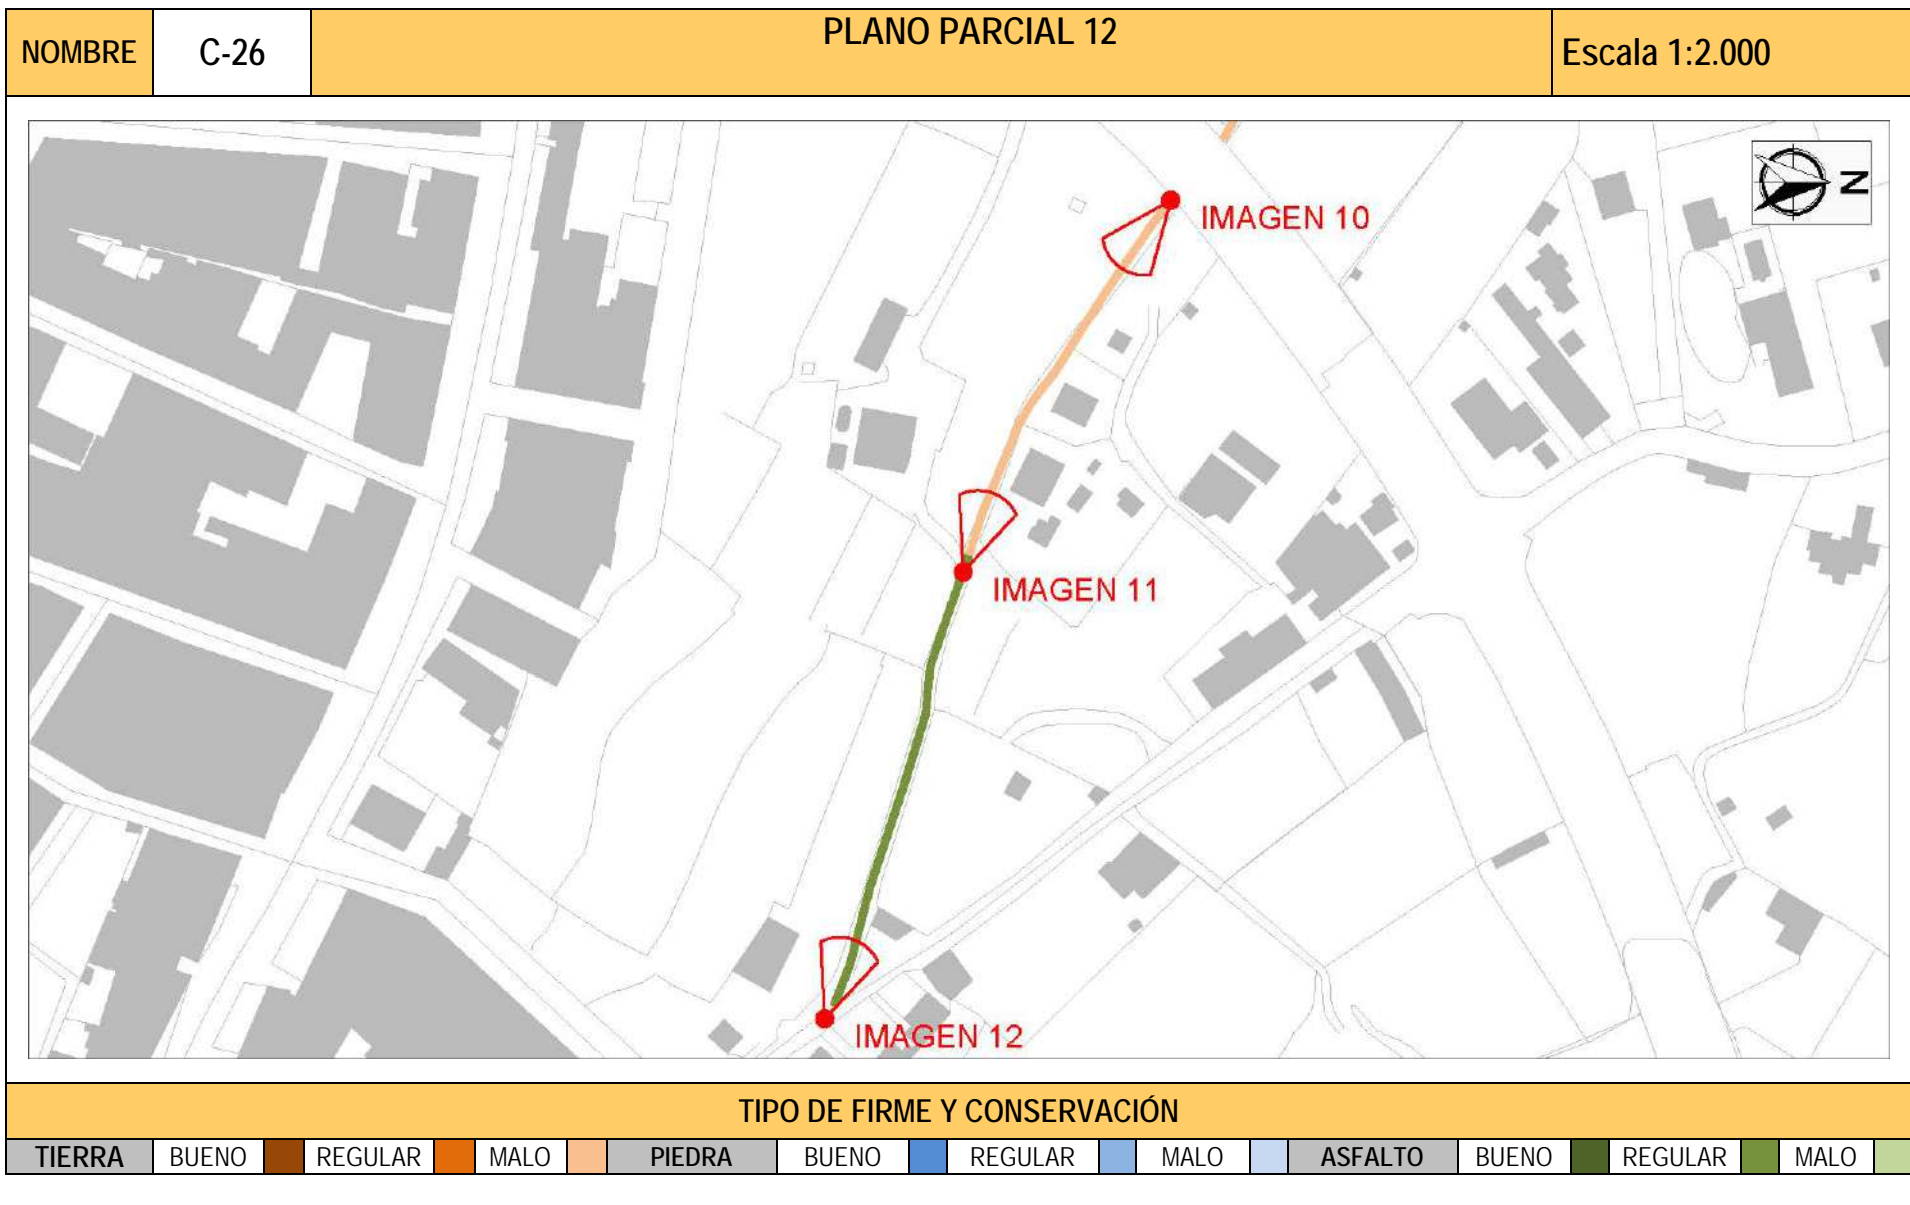 NOMBRE C-26 PLANO PARCIAL 12 Escala 1:2.000
N
IMAGEN 10
IMAGEN 11
IMAGEN 12
TIPO DE FIRME Y CONSERVACIÓN
TIERRA BUENO REGULAR MALO PIEDRA BUENO REGULAR MALO ASFALTO BUENO REGULAR MALO